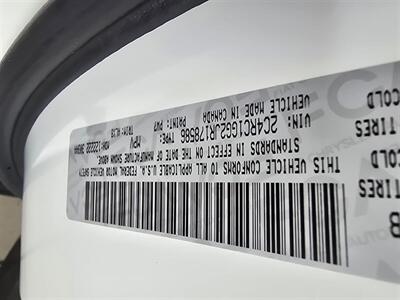 THIS VEHICLE CONFORMS TO ALL APPLICABLE U.S.A. FEDERAL MOTOR VEHICLE SAFETY
STANDARDS IN EFFECT ON THE DATE OF MANUFACTURE SHOWN ABOVE.
VIN: 2C4RC1GG2JR178586 TYPE: MPV
VEHICLE MADE IN CANADA PAINT: PW7 TRIM:
TIRES
COLD
TIRES
COLD